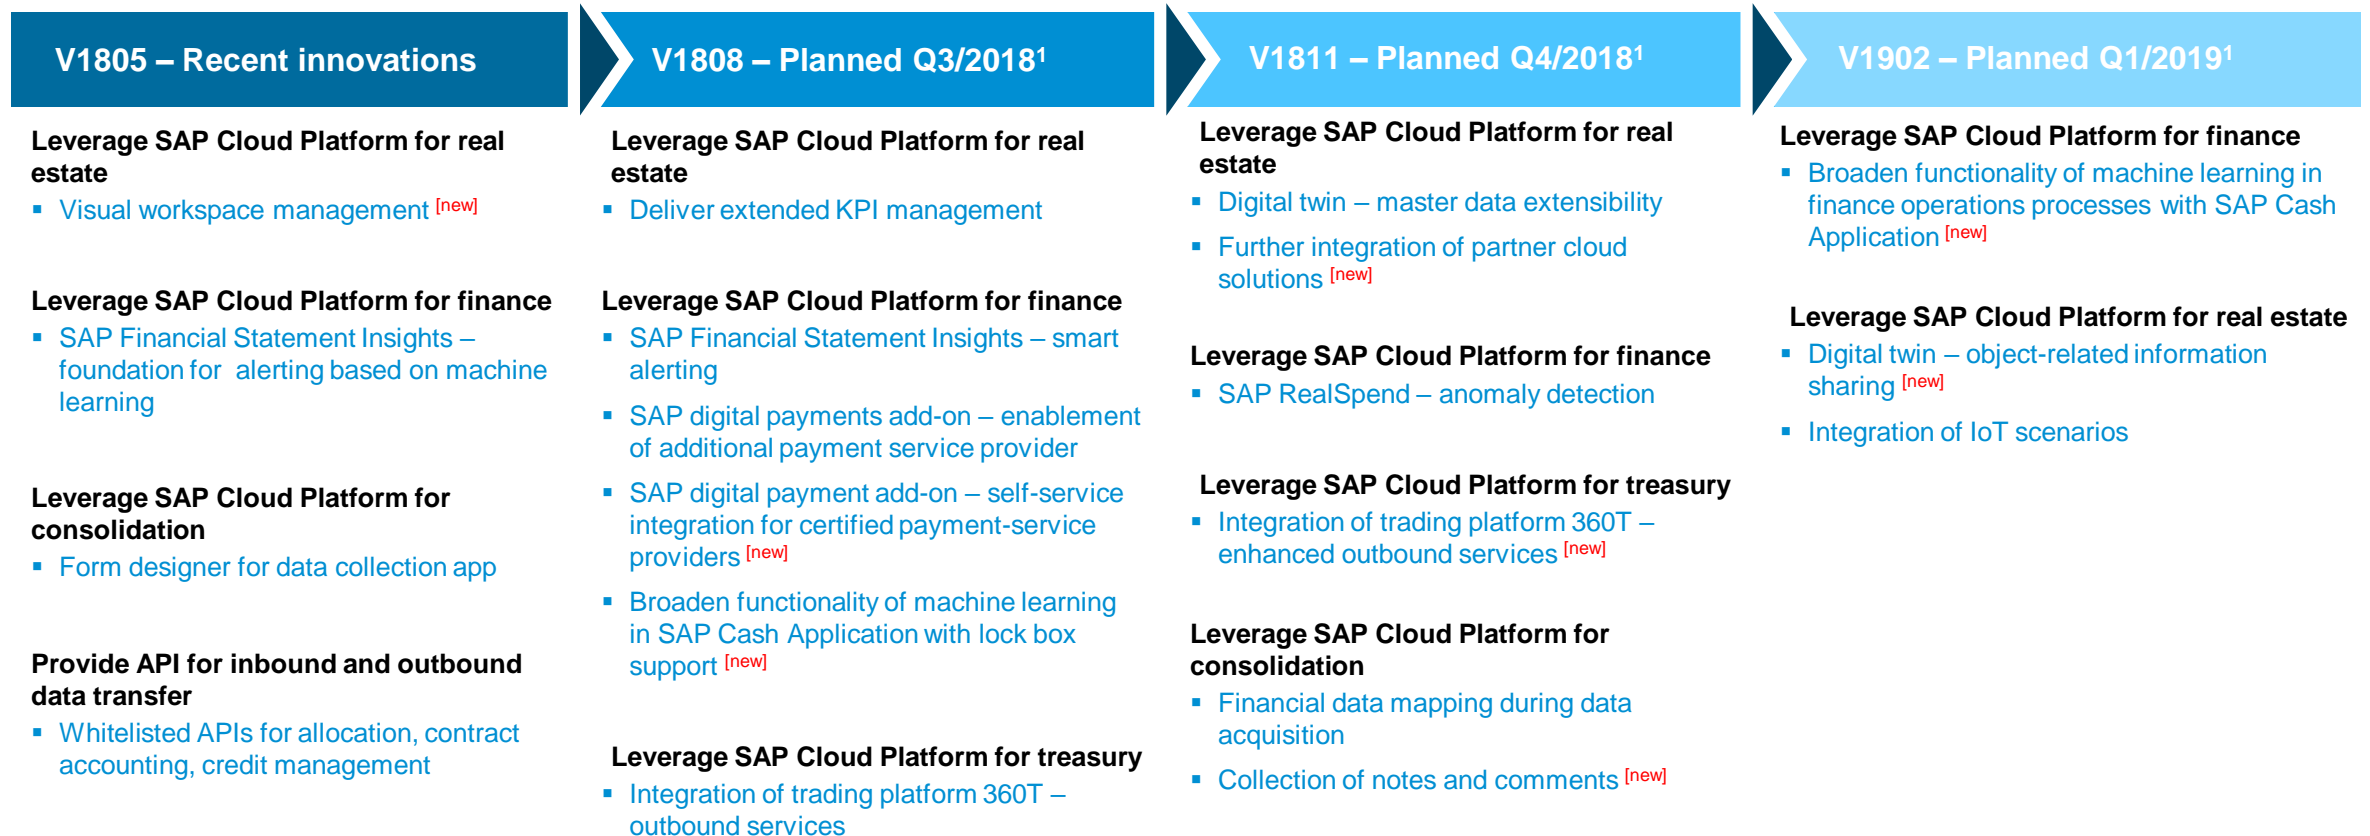 V1805 – Recent innovations
Leverage SAP Cloud Platform for real
estate
▪ Visual workspace management [new]
Leverage SAP Cloud Platform for finance
▪ SAP Financial Statement Insights –
foundation for alerting based on machine
learning
Leverage SAP Cloud Platform for
consolidation
▪ Form designer for data collection app
Provide API for inbound and outbound
data transfer
▪ Whitelisted APIs for allocation, contract
accounting, credit management
V1808 – Planned Q3/2018¹
Leverage SAP Cloud Platform for real
estate
▪ Deliver extended KPI management
Leverage SAP Cloud Platform for finance
▪ SAP Financial Statement Insights – smart
alerting
▪ SAP digital payments add-on – enablement
of additional payment service provider
▪ SAP digital payment add-on – self-service
integration for certified payment-service
providers [new]
▪ Broaden functionality of machine learning
in SAP Cash Application with lock box
support [new]
Leverage SAP Cloud Platform for treasury
▪ Integration of trading platform 360T –
outbound services
V1811 – Planned Q4/2018¹
Leverage SAP Cloud Platform for real
estate
▪ Digital twin – master data extensibility
▪ Further integration of partner cloud
solutions [new]
Leverage SAP Cloud Platform for finance
▪ SAP RealSpend – anomaly detection
Leverage SAP Cloud Platform for treasury
▪ Integration of trading platform 360T –
enhanced outbound services [new]
Leverage SAP Cloud Platform for
consolidation
▪ Financial data mapping during data
acquisition
▪ Collection of notes and comments [new]
V1902 – Planned Q1/2019¹
Leverage SAP Cloud Platform for finance
▪ Broaden functionality of machine learning in
finance operations processes with SAP Cash
Application [new]
Leverage SAP Cloud Platform for real estate
▪ Digital twin – object-related information
sharing [new]
▪ Integration of IoT scenarios